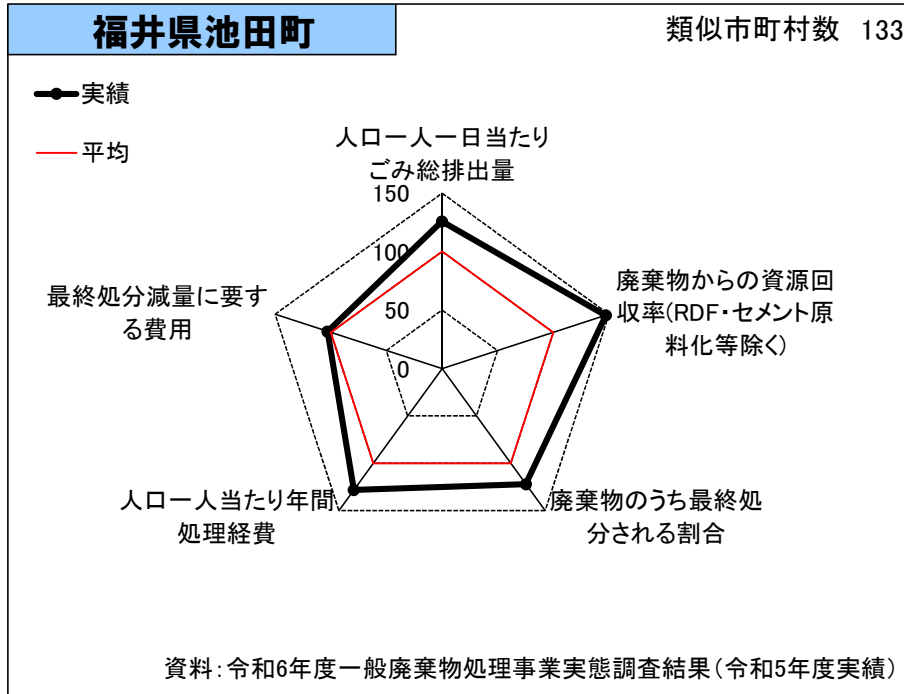 福井県池田町
類似市町村数 133
実績
平均
人口一人一日当たり
ごみ総排出量
150
100
50
0
廃棄物からの資源回
収率(RDF・セメント原
料化等除く)
最終処分減量に要す
る費用
人口一人当たり年間
処理経費
廃棄物のうち最終処
分される割合
資料:令和6年度一般廃棄物処理事業実態調査結果(令和5年度実績)